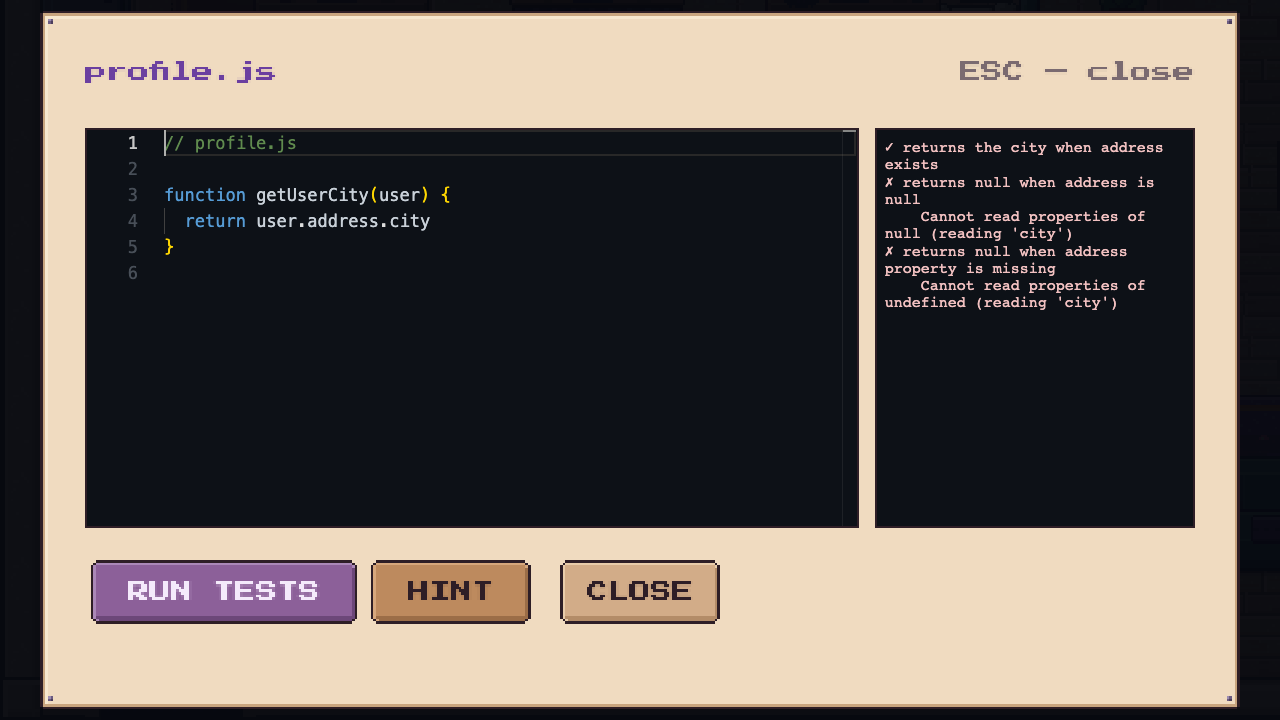 profile.js
ESC — close
1 // profile.js
2
3 function getUserCity(user) {
4   return user.address.city
5 }
6
✓ returns the city when address
exists
✗ returns null when address is
null
    Cannot read properties of
null (reading 'city')
✗ returns null when address
property is missing
    Cannot read properties of
undefined (reading 'city')
RUN TESTS
HINT
CLOSE